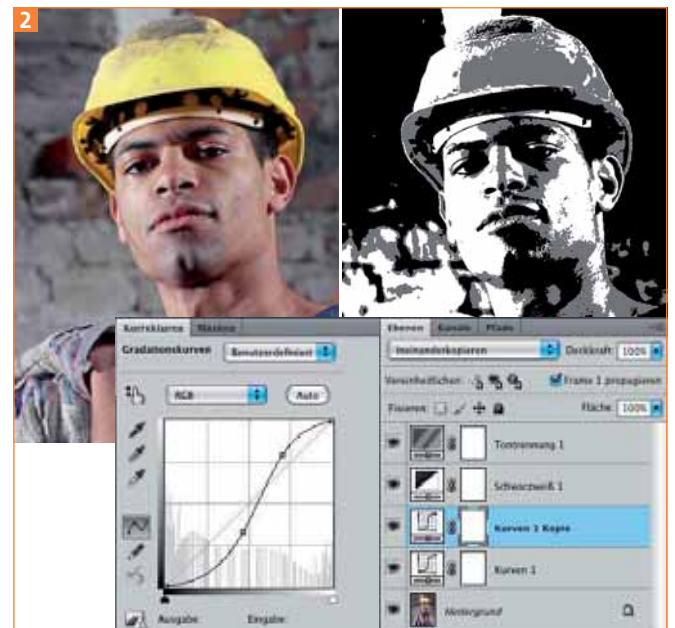 2
Korrekturen Masken
Gradationskurven Benutzerdefiniert
RGB Auto
Ausgabe: Eingabe:
Ebenen Kanäle Pfade
Ineinanderkopieren Deckkraft: 100%
Vereinheitlichen: Frame 1 propagieren
Fixieren: Fläche: 100%
Tontrennung 1
Schwarzweiß 1
Kurven 1 Kopie
Kurven 1
Hintergrund